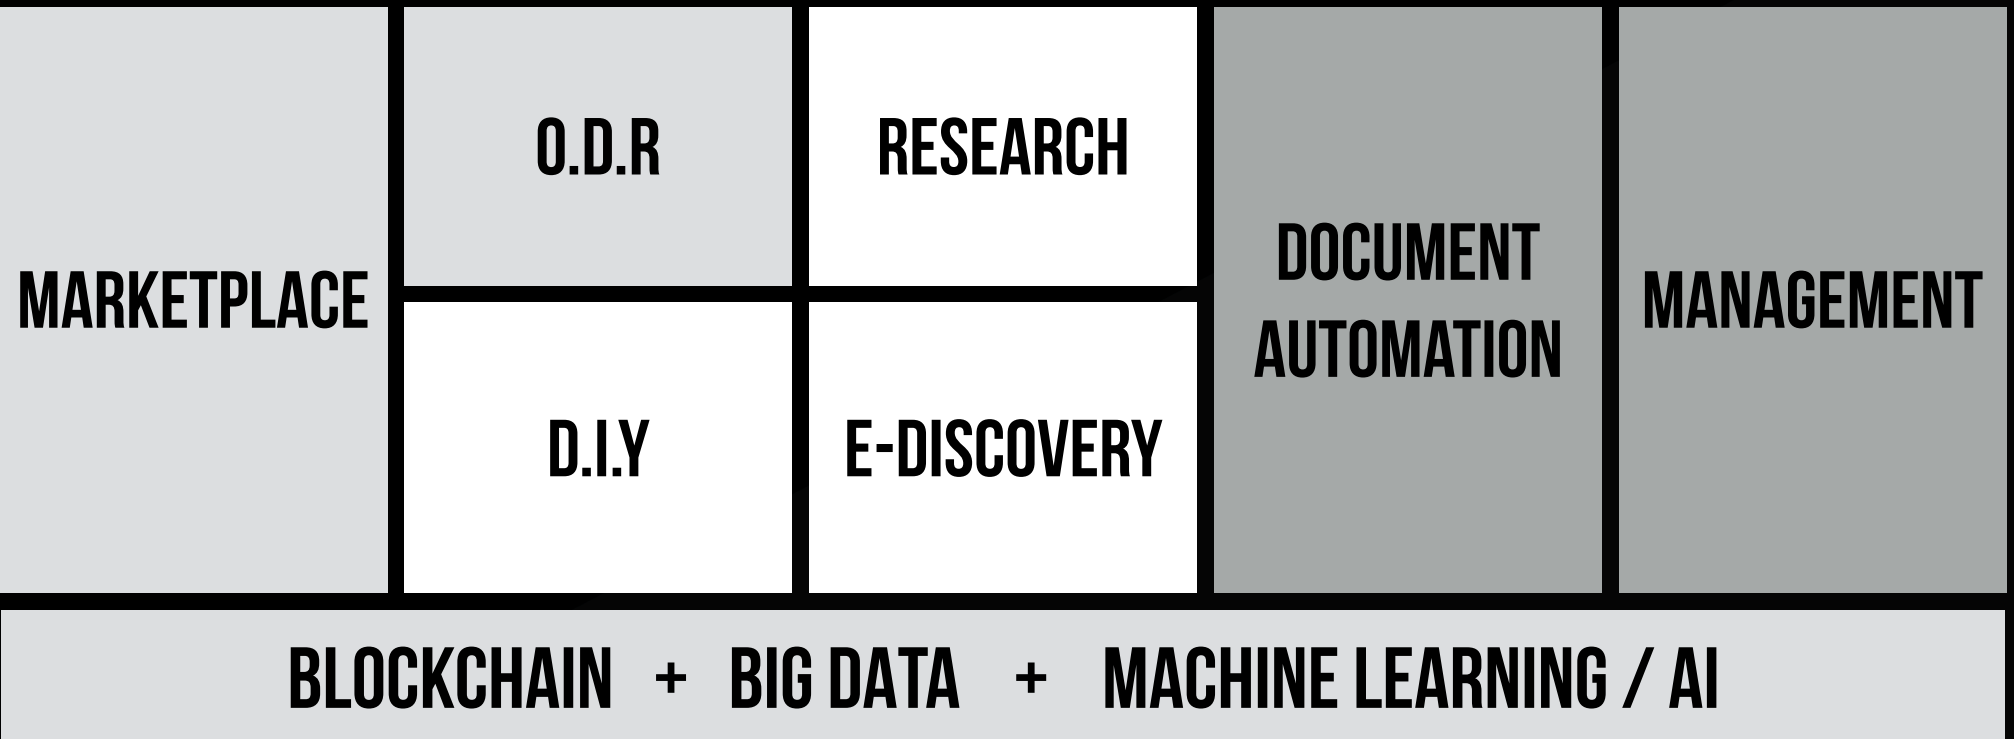 MARKETPLACE
O.D.R
D.I.Y
RESEARCH
E-DISCOVERY
DOCUMENT
AUTOMATION
MANAGEMENT
BLOCKCHAIN + BIG DATA + MACHINE LEARNING / AI